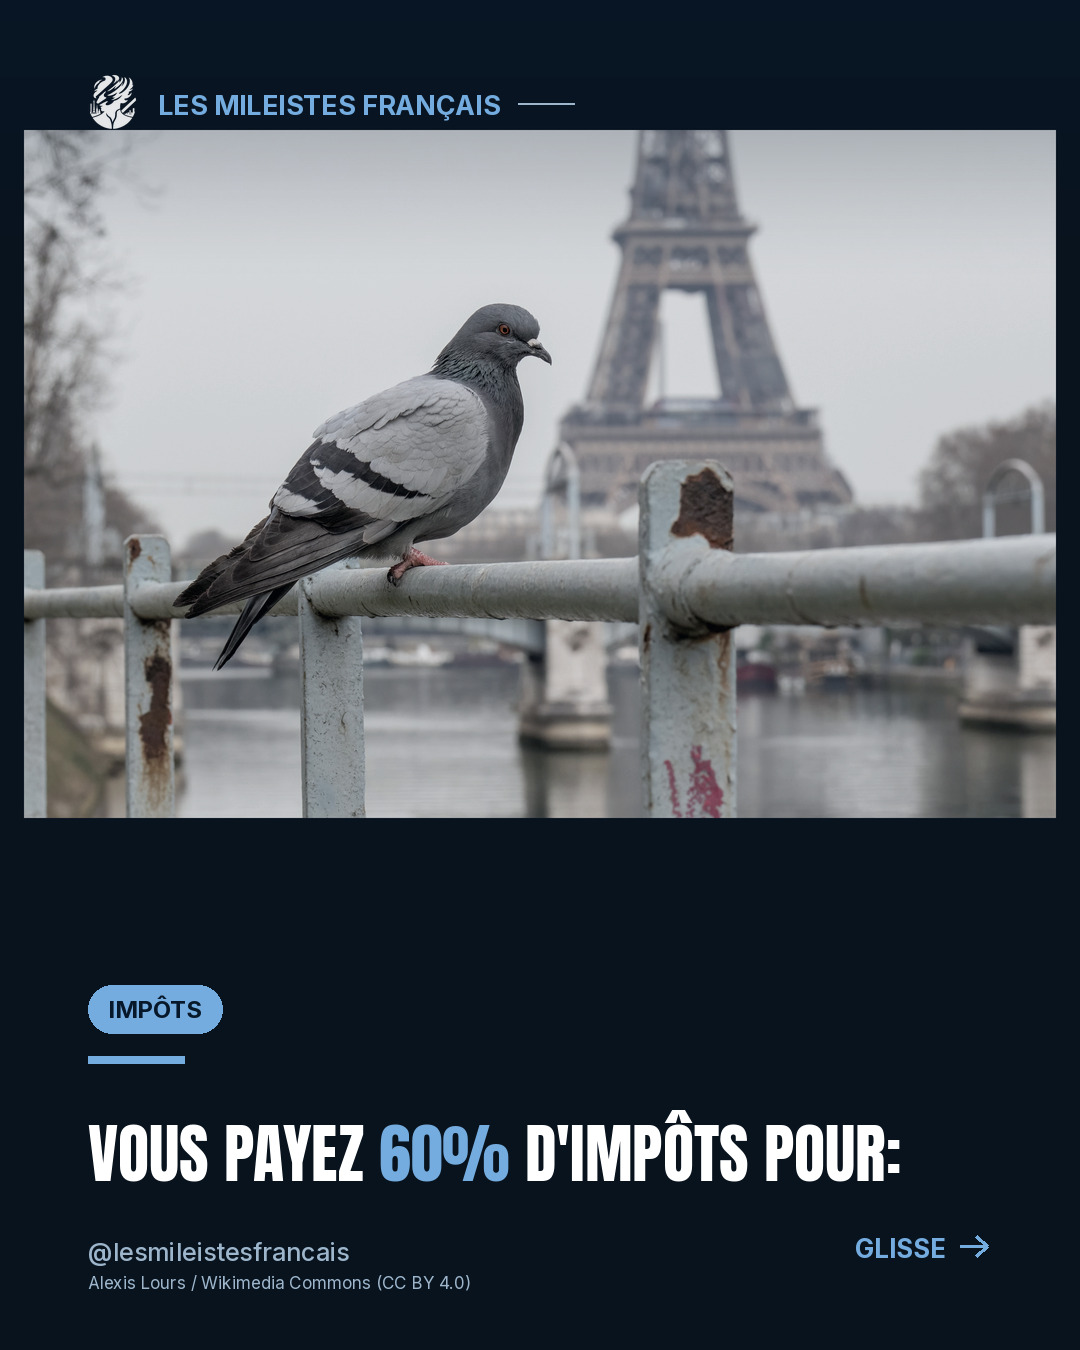 LES MILEISTES FRANÇAIS
IMPÔTS
VOUS PAYEZ 60% D'IMPÔTS POUR:
@lesmileistesfrancais
GLISSE →
Alexis Lours / Wikimedia Commons (CC BY 4.0)